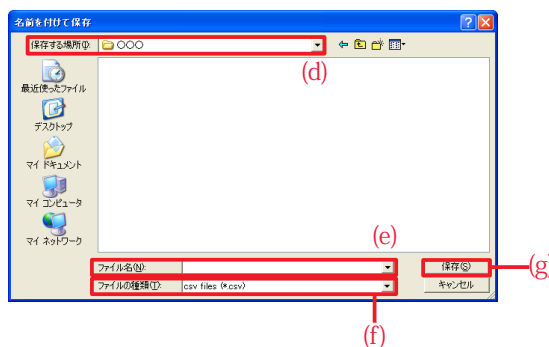 名前を付けて保存
保存する場所(I):
○○○
(d)
最近使ったファイル
デスクトップ
マイ ドキュメント
マイ コンピュータ
マイ ネットワーク
(e)
ファイル名(N):
保存(S)
(g)
ファイルの種類(T):
csv files (*.csv)
キャンセル
(f)